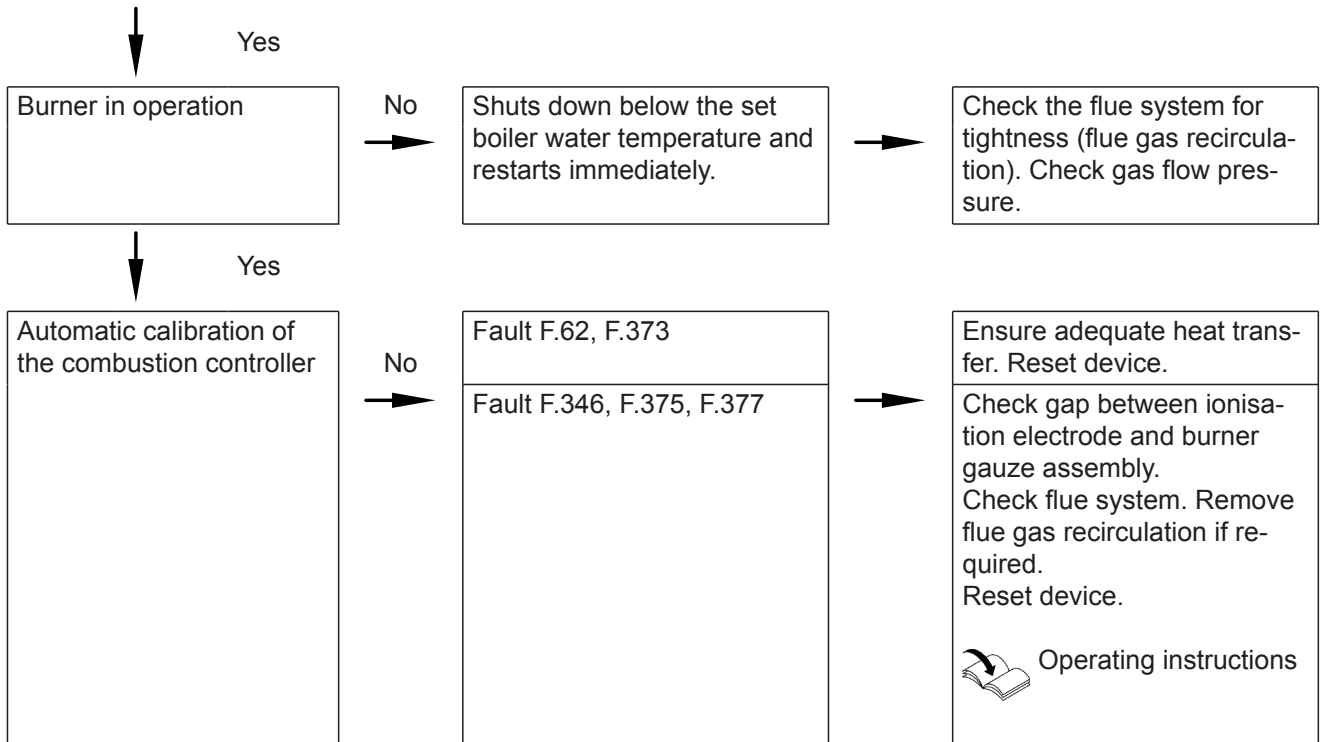 Yes
Burner in operation
No
Shuts down below the set
boiler water temperature and
restarts immediately.
Check the flue system for
tightness (flue gas recircula-
tion). Check gas flow pres-
sure.
Yes
Automatic calibration of
the combustion controller
No
Fault F.62, F.373
Ensure adequate heat trans-
fer. Reset device.
Fault F.346, F.375, F.377
Check gap between ionisa-
tion electrode and burner
gauze assembly.
Check flue system. Remove
flue gas recirculation if re-
quired.
Reset device.
Operating instructions